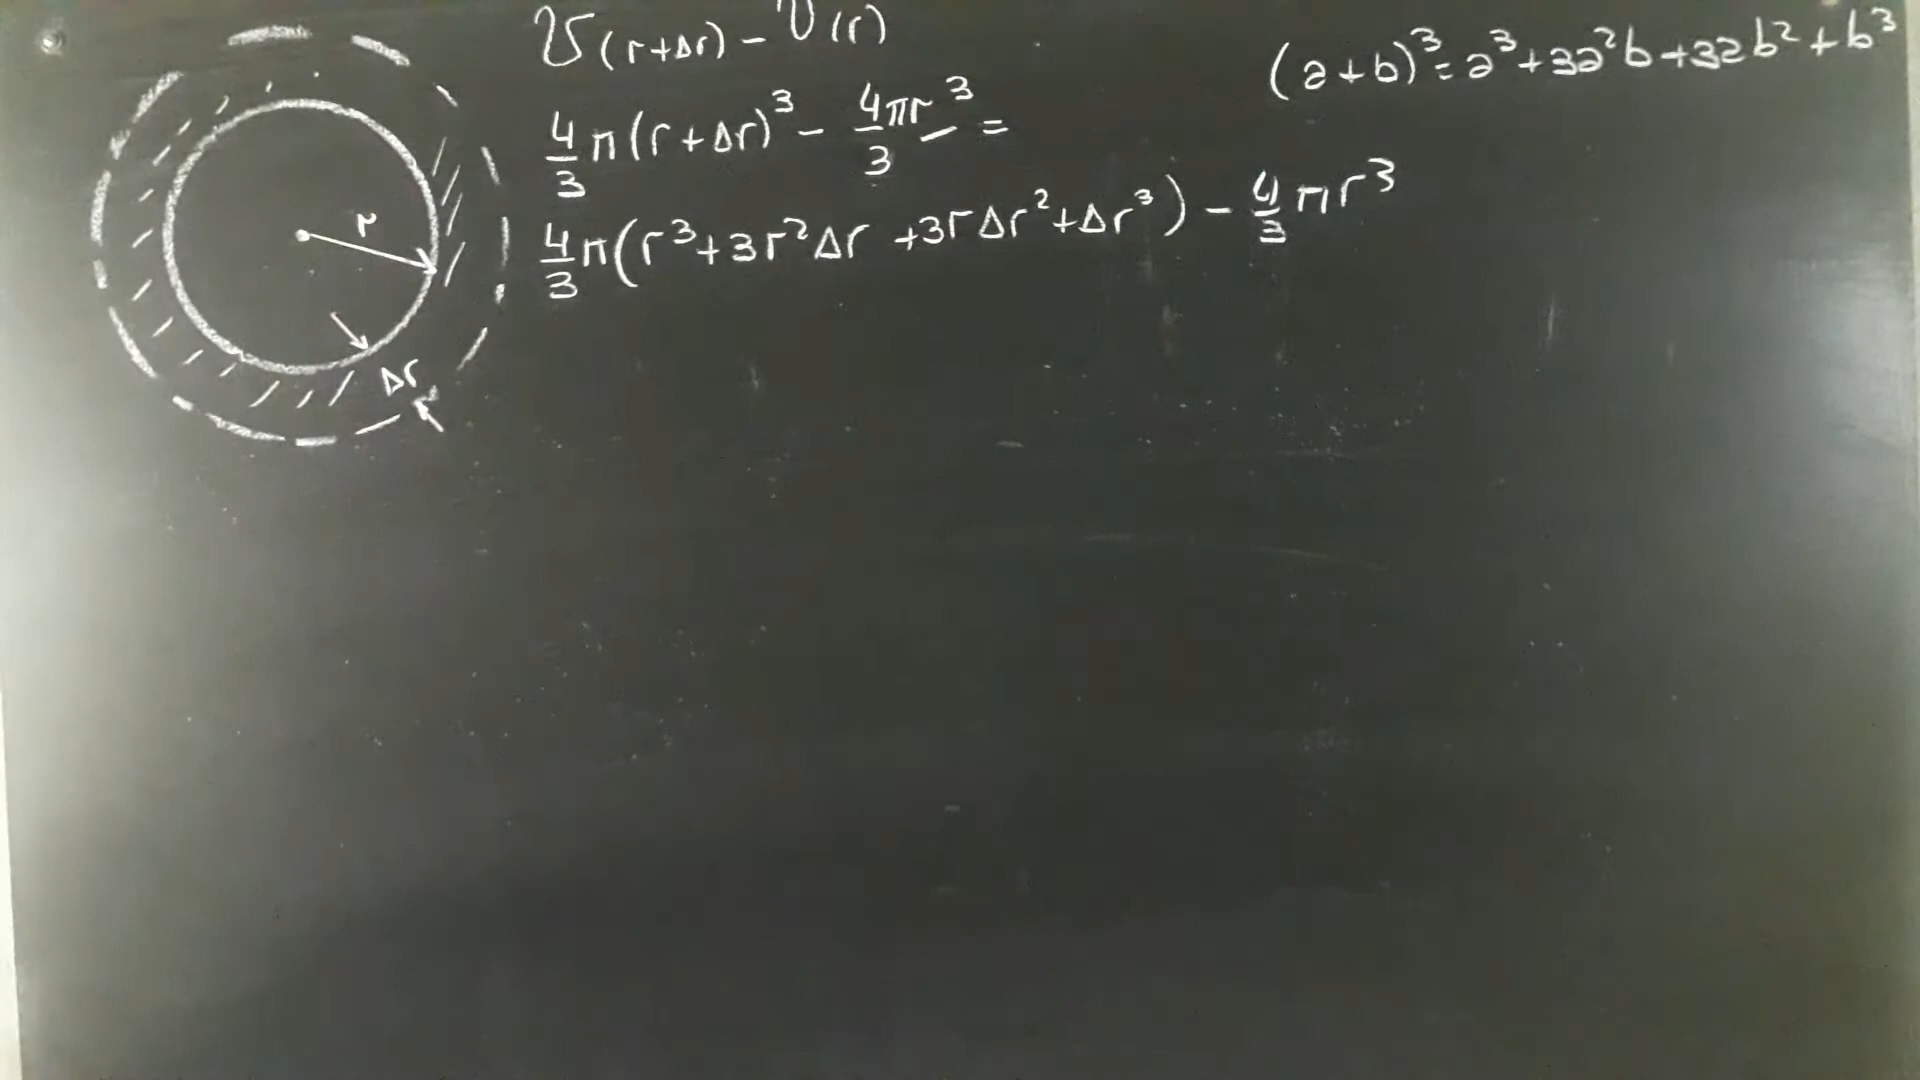 υ(r+Δr) - υ(r)
(a+b)³ = a³+3a²b+3ab²+b³
4/3 π(r+Δr)³ - 4πr³/3 =
4/3 π(r³+3r²Δr +3rΔr²+Δr³) - 4/3 πr³
r
Δr